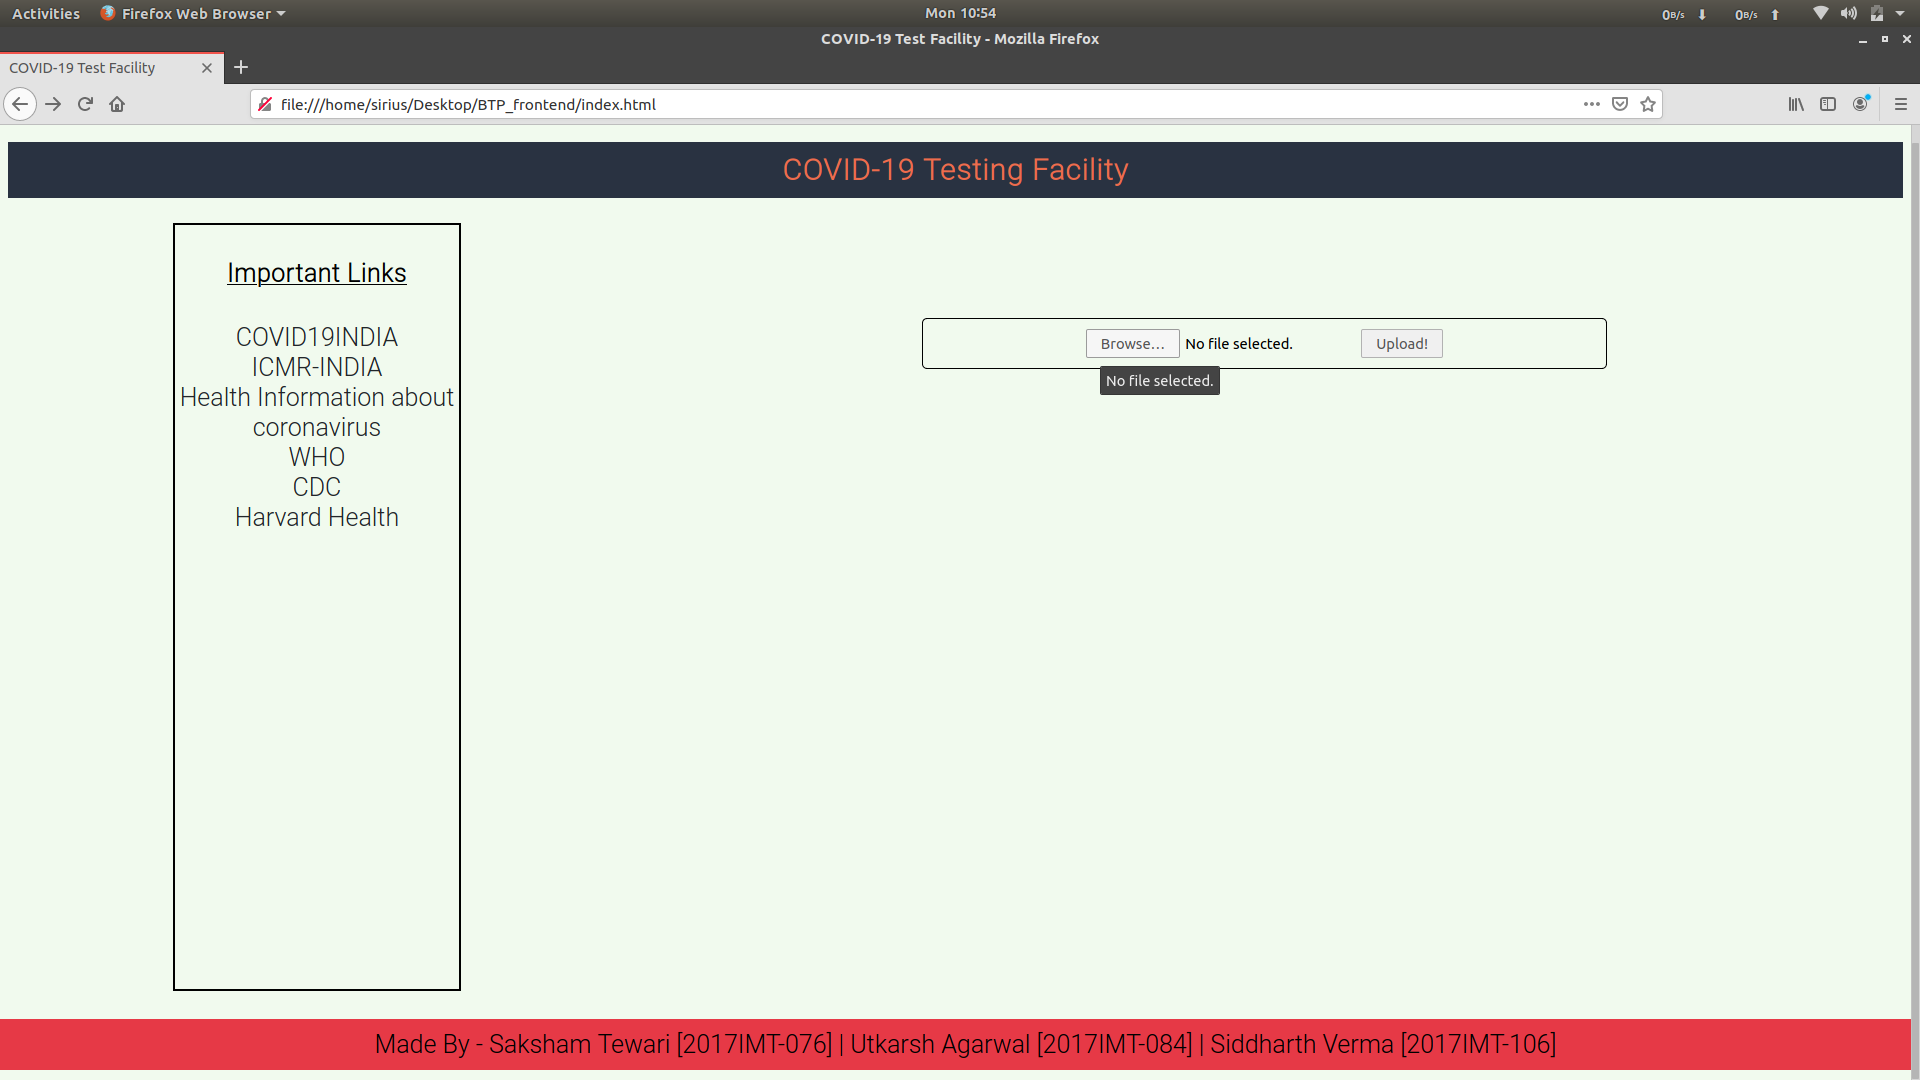 Activities Firefox Web Browser Mon 10:54 0B/s 0B/s
COVID-19 Test Facility - Mozilla Firefox
COVID-19 Test Facility
file:///home/sirius/Desktop/BTP_frontend/index.html
COVID-19 Testing Facility
Important Links
COVID19INDIA
ICMR-INDIA
Health Information about
coronavirus
WHO
CDC
Harvard Health
Browse... No file selected. Upload!
No file selected.
Made By - Saksham Tewari [2017IMT-076] | Utkarsh Agarwal [2017IMT-084] | Siddharth Verma [2017IMT-106]